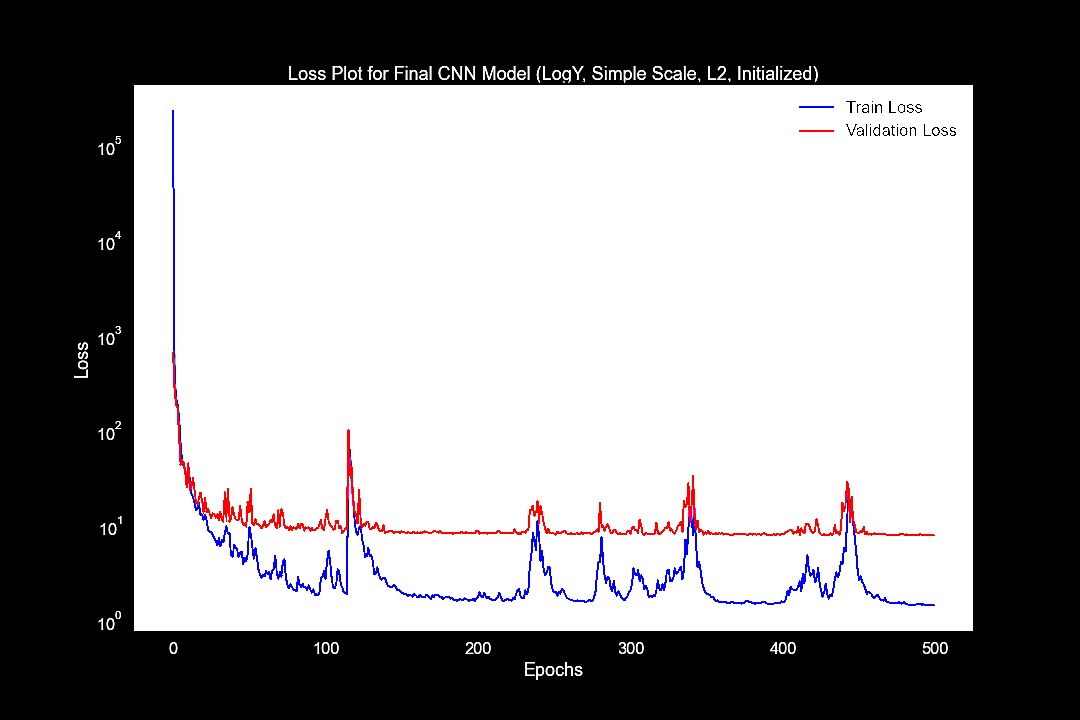 Loss Plot for Final CNN Model (LogY, Simple Scale, L2, Initialized)
Train Loss
Validation Loss
10^5
10^4
10^3
10^2
10^1
10^0
Loss
0 100 200 300 400 500
Epochs